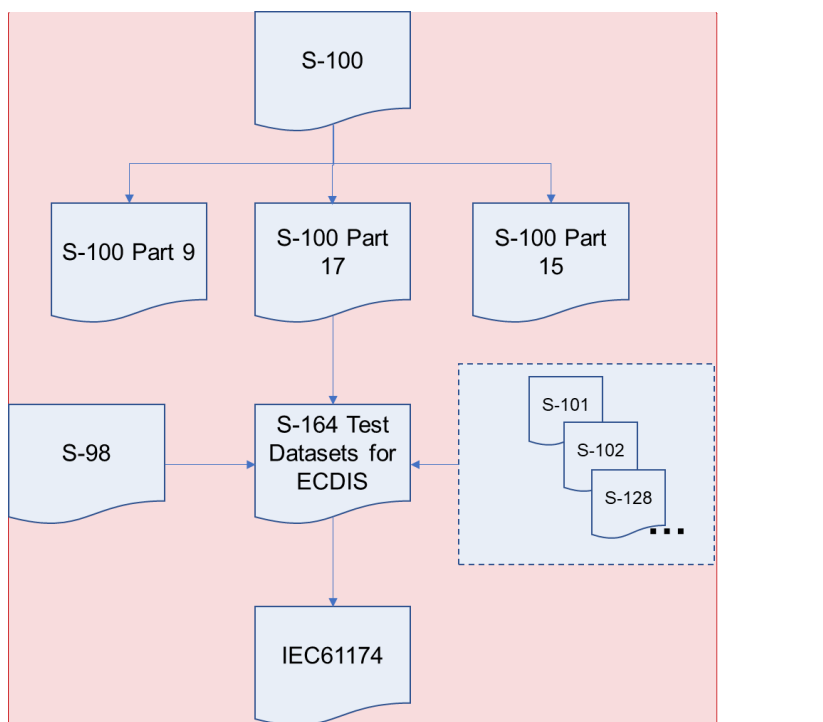 S-100
S-100 Part 9
S-100 Part
17
S-100 Part
15
S-98
S-164 Test
Datasets for
ECDIS
S-101
S-102
S-128
...
IEC61174